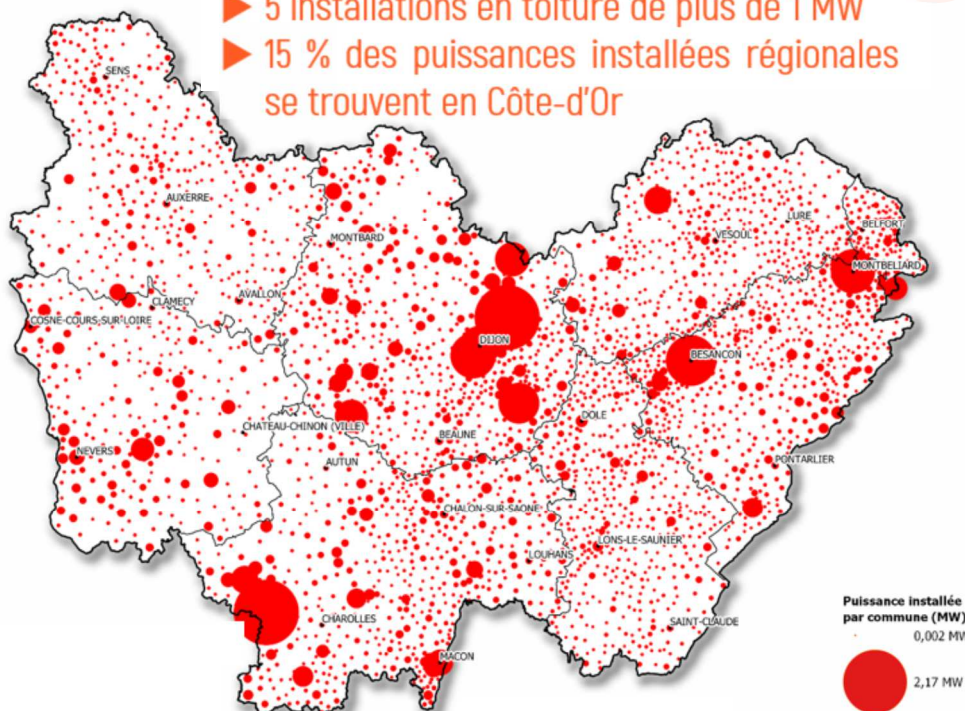 ▶ 5 installations en toiture de plus de 1 MW
▶ 15 % des puissances installées régionales
se trouvent en Côte-d'Or
SENS
AUXERRE
MONTBARD
LURE
BELFORT
VESOUL
MONTBELIARD
AVALLON
CLAMECY
COSNE-COURS-SUR-LOIRE
DIJON
BESANCON
DOLE
CHATEAU-CHINON (VILLE)
BEAUNE
NEVERS
AUTUN
PONTARLIER
CHALON-SUR-SAONE
LONS-LE-SAUNIER
LOUHANS
CHAROLLES
SAINT-CLAUDE
MACON
Puissance installée
par commune (MW)
0,002 MW
2,17 MW